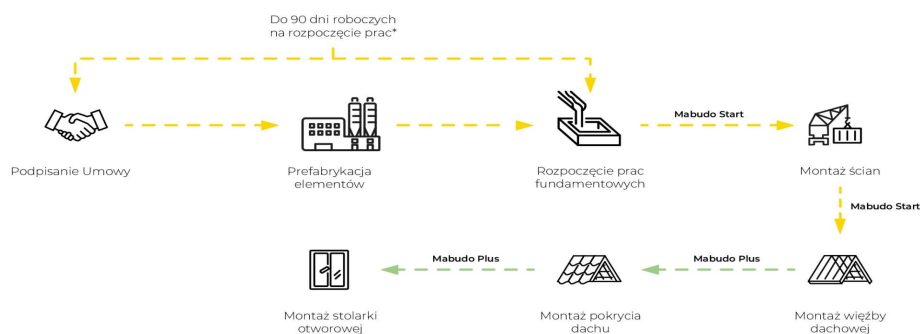 Do 90 dni roboczych
na rozpoczęcie prac*
Mabudo Start
Podpisanie Umowy
Prefabrykacja
elementów
Rozpoczęcie prac
fundamentowych
Montaż ścian
Mabudo Start
Mabudo Plus
Mabudo Plus
Montaż stolarki
otworowej
Montaż pokrycia
dachu
Montaż więźby
dachowej